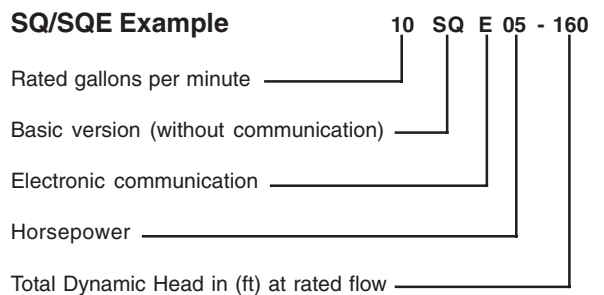 SQ/SQE Example 10 SQ E 05 - 160
Rated gallons per minute
Basic version (without communication)
Electronic communication
Horsepower
Total Dynamic Head in (ft) at rated flow